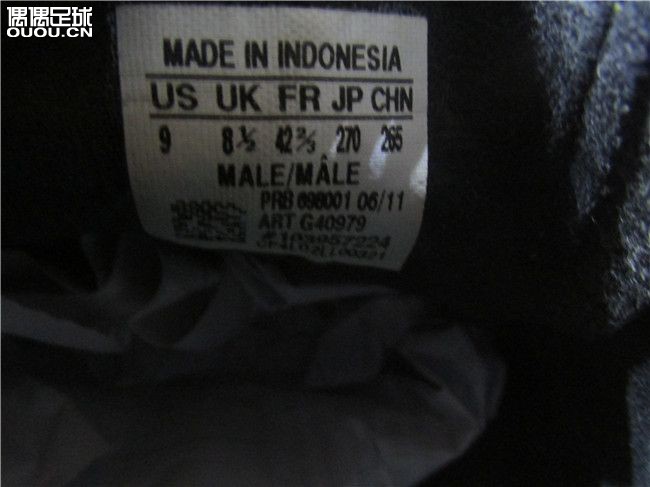 偶偶足球
OUOU.CN
MADE IN INDONESIA
US UK FR JP CHN
9 8½ 42⅔ 270 265
MALE/MÂLE
PRB 698001 06/11
ART G40979
#103957224